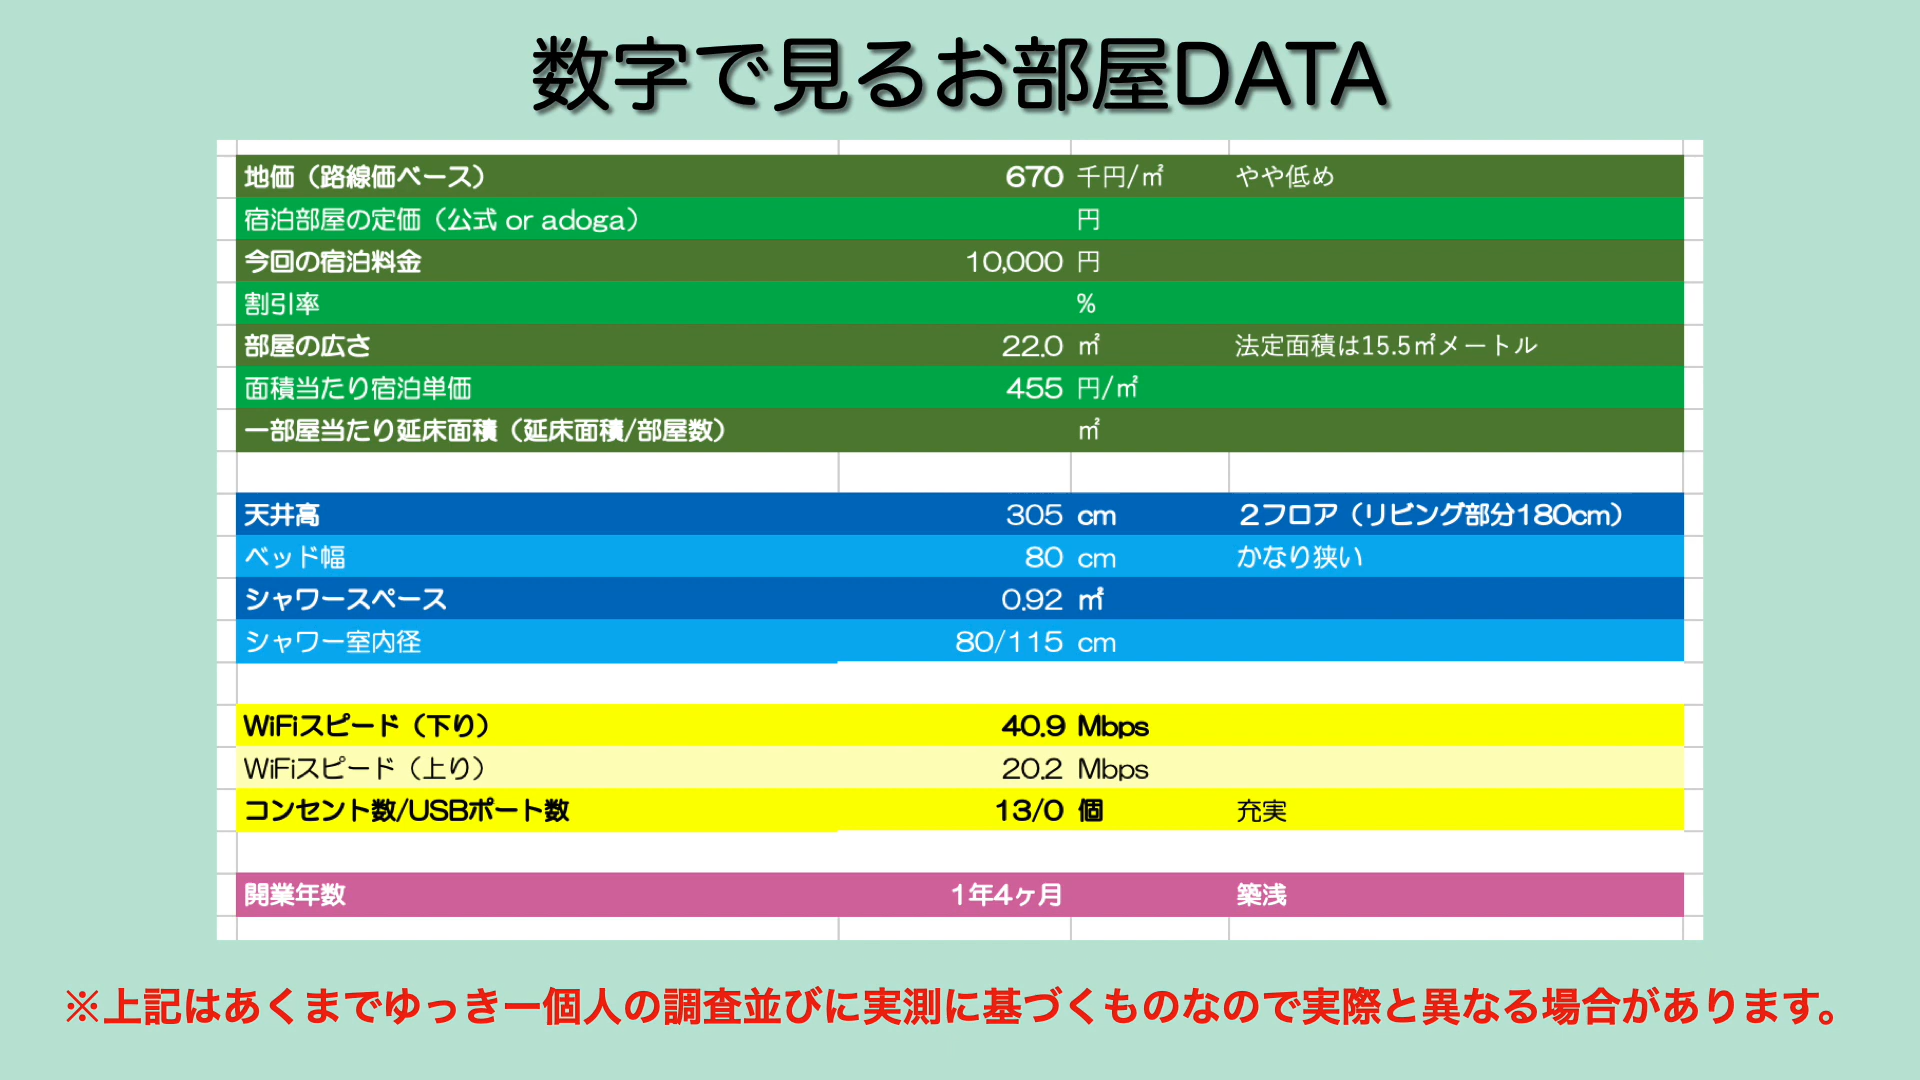 数字で見るお部屋DATA
地価（路線価ベース） 670 千円/㎡ やや低め
宿泊部屋の定価（公式 or adoga） 円
今回の宿泊料金 10,000 円
割引率 %
部屋の広さ 22.0 ㎡ 法定面積は15.5㎡メートル
面積当たり宿泊単価 455 円/㎡
一部屋当たり延床面積（延床面積/部屋数） ㎡
天井高 305 cm 2フロア（リビング部分180cm）
ベッド幅 80 cm かなり狭い
シャワースペース 0.92 ㎡
シャワー室内径 80/115 cm
WiFiスピード（下り） 40.9 Mbps
WiFiスピード（上り） 20.2 Mbps
コンセント数/USBポート数 13/0 個 充実
開業年数 1年4ヶ月 築浅
※上記はあくまでゆっきー個人の調査並びに実測に基づくものなので実際と異なる場合があります。